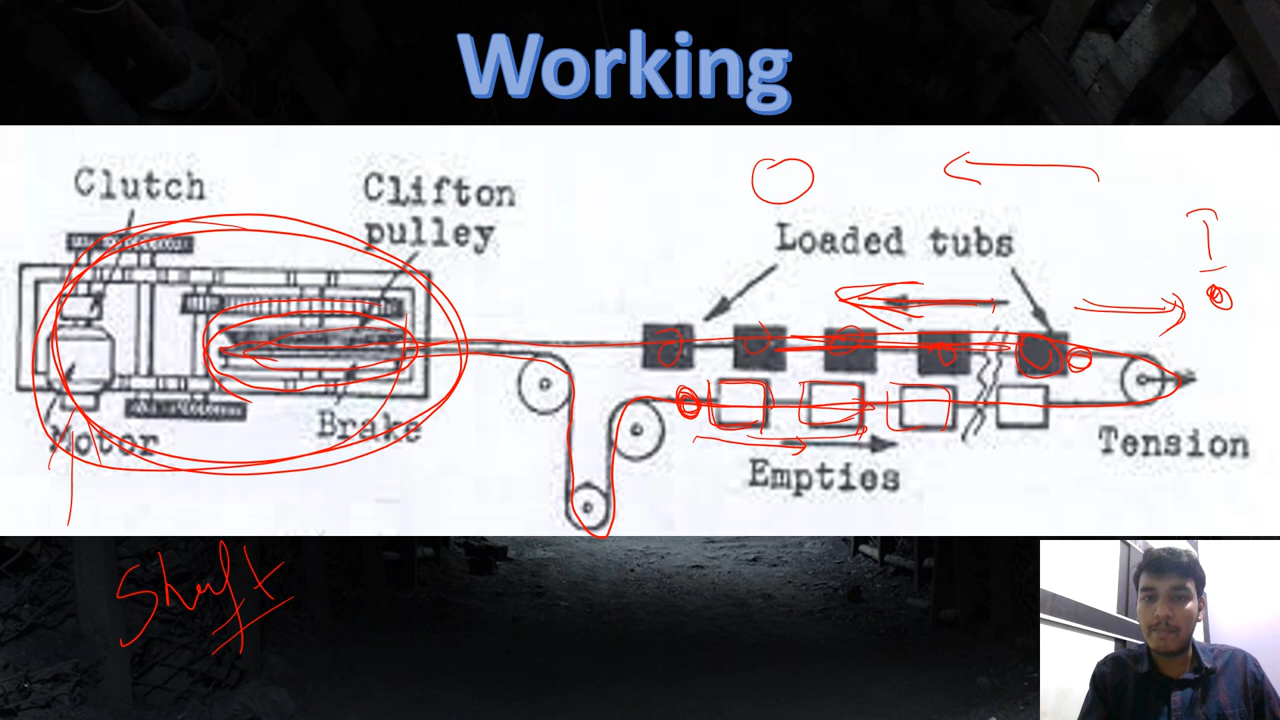 Working
Clutch
Clifton
pulley
Loaded tubs
Motor
Brake
Empties
Tension
Shaft